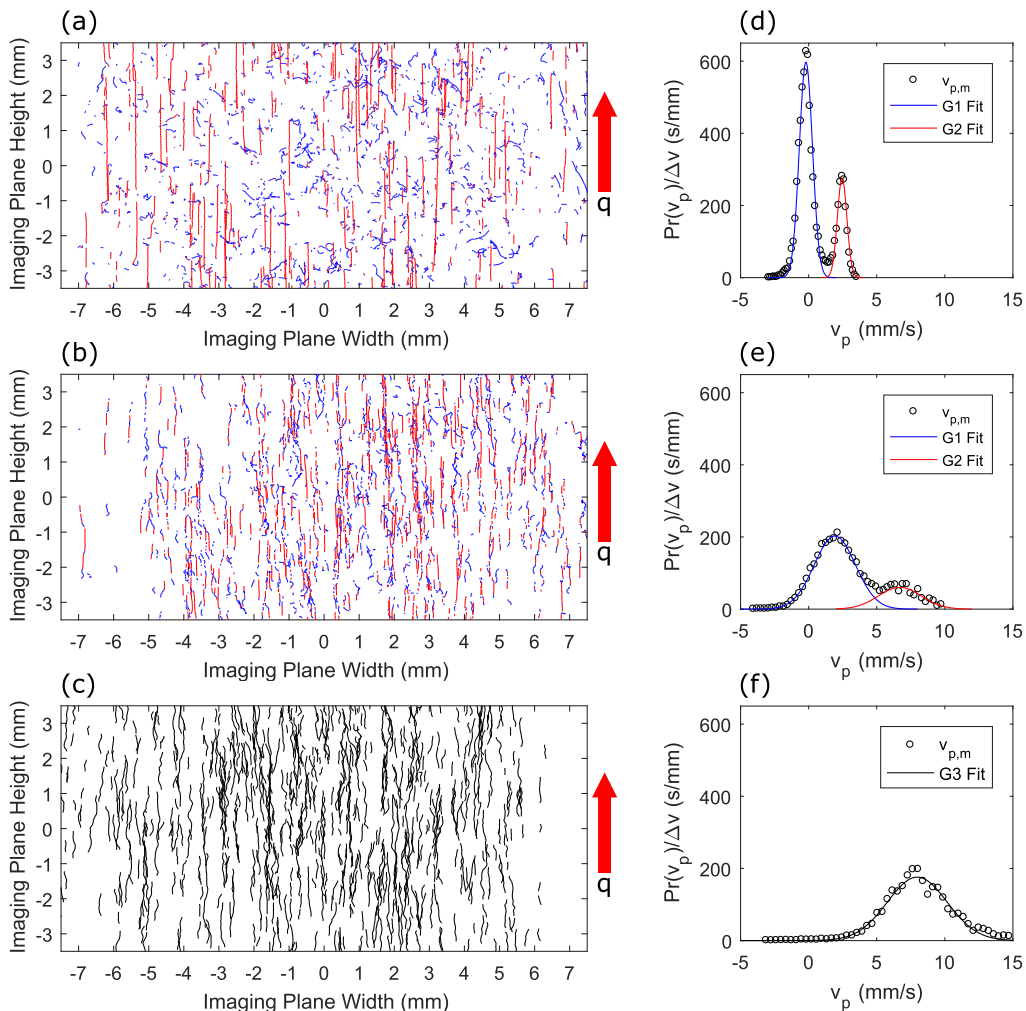 (a)
Imaging Plane Height (mm)
3
2
1
0
-1
-2
-3
-7 -6 -5 -4 -3 -2 -1 0 1 2 3 4 5 6 7
Imaging Plane Width (mm)
q
(d)
Pr(vp)/Δv (s/mm)
600
400
200
0
-5 0 5 10 15
vp (mm/s)
vp,m
G1 Fit
G2 Fit
(b)
Imaging Plane Height (mm)
3
2
1
0
-1
-2
-3
-7 -6 -5 -4 -3 -2 -1 0 1 2 3 4 5 6 7
Imaging Plane Width (mm)
q
(e)
Pr(vp)/Δv (s/mm)
600
400
200
0
-5 0 5 10 15
vp (mm/s)
vp,m
G1 Fit
G2 Fit
(c)
Imaging Plane Height (mm)
3
2
1
0
-1
-2
-3
-7 -6 -5 -4 -3 -2 -1 0 1 2 3 4 5 6 7
Imaging Plane Width (mm)
q
(f)
Pr(vp)/Δv (s/mm)
600
400
200
0
-5 0 5 10 15
vp (mm/s)
vp,m
G3 Fit